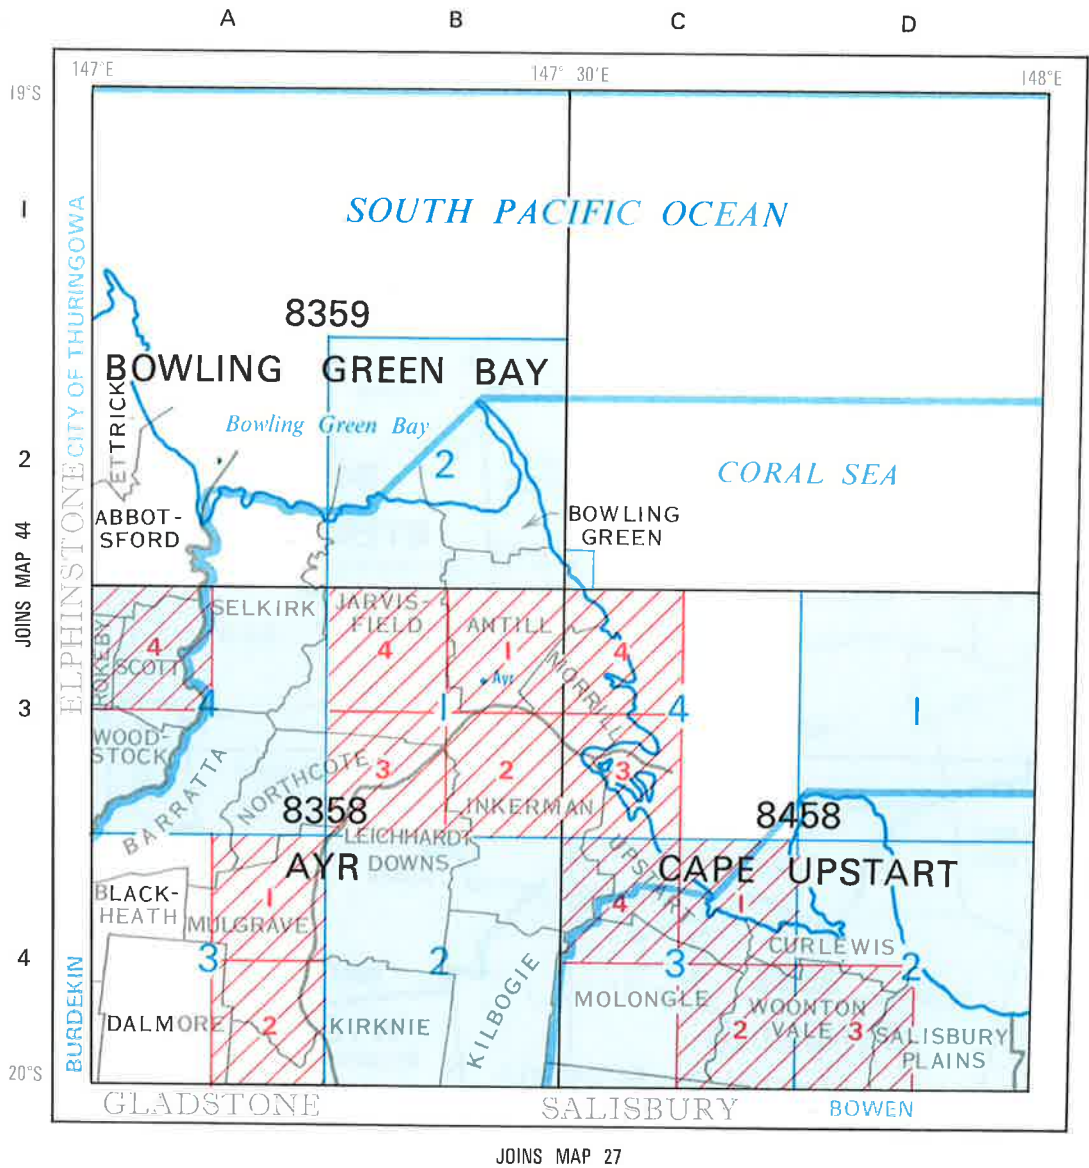 A B C D
147°E 147° 30'E 148°E
19°S
1
SOUTH PACIFIC OCEAN
CITY OF THURINGOWA
8359
BOWLING GREEN BAY
ETTRICK
Bowling Green Bay
2
2
CORAL SEA
ABBOT-
SFORD
BOWLING
GREEN
JOINS MAP 44
ELPHINSTONE
SELKIRK
JARVIS-
FIELD
ANTILL
ROKEBY
4
SCOTT
4
1
4
Ayr
MORRILL
3
4
1
4
1
WOOD-
STOCK
BARRATTA
NORTHCOTE
3
2
3
INKERMAN
8358
8458
LEICHHARDT
DOWNS
AYR
UPSTART
CAPE UPSTART
BLACK-
HEATH
1
MULGRAVE
4
1
CURLEWIS
4
3
2
3
2
BURDEKIN
KILBOGIE
MOLONGLE
WOONTON
VALE
DALMORE
2
KIRKNIE
2
3
SALISBURY
PLAINS
20°S
GLADSTONE
SALISBURY
BOWEN
JOINS MAP 27